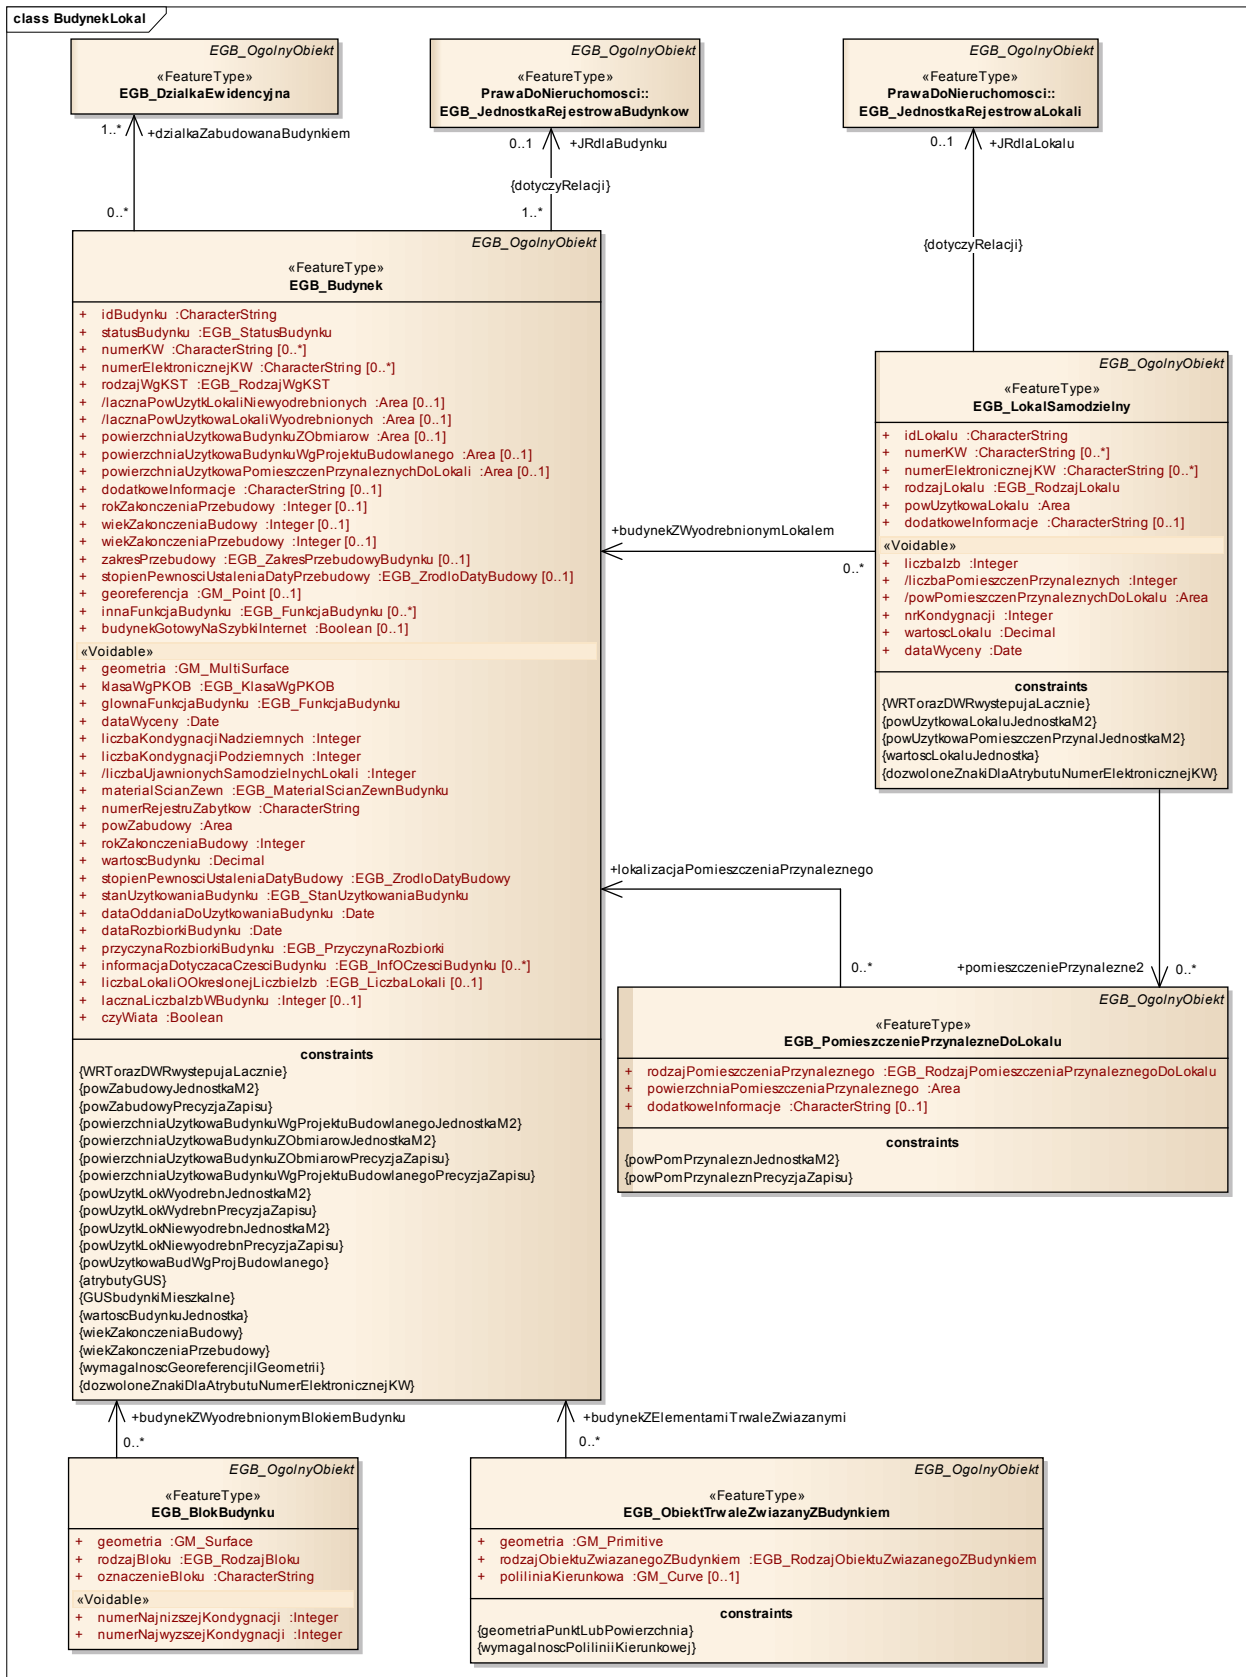 class BudynekLokal
EGB_OgolnyObiekt
«FeatureType»
EGB_DzialkaEwidencyjna
EGB_OgolnyObiekt
«FeatureType»
PrawaDoNieruchomosci::
EGB_JednostkaRejestrowaBudynkow
EGB_OgolnyObiekt
«FeatureType»
PrawaDoNieruchomosci::
EGB_JednostkaRejestrowaLokali
1..* +dzialkaZabudowanaBudynkiem
0..*
0..1 +JRdlaBudynku
{dotyczyRelacji}
1..*
0..1 +JRdlaLokalu
{dotyczyRelacji}
EGB_OgolnyObiekt
«FeatureType»
EGB_Budynek
+ idBudynku :CharacterString
+ statusBudynku :EGB_StatusBudynku
+ numerKW :CharacterString [0..*]
+ numerElektronicznejKW :CharacterString [0..*]
+ rodzajWgKST :EGB_RodzajWgKST
+ /lacznaPowUzytkLokaliNiewyodrebnionych :Area [0..1]
+ /lacznaPowUzytkowaLokaliWyodrebnionych :Area [0..1]
+ powierzchniaUzytkowaBudynkuZObmiarow :Area [0..1]
+ powierzchniaUzytkowaBudynkuWgProjektuBudowlanego :Area [0..1]
+ powierzchniaUzytkowaPomieszczenPrzynaleznychDoLokali :Area [0..1]
+ dodatkoweInformacje :CharacterString [0..1]
+ rokZakonczeniaPrzebudowy :Integer [0..1]
+ wiekZakonczeniaBudowy :Integer [0..1]
+ wiekZakonczeniaPrzebudowy :Integer [0..1]
+ zakresPrzebudowy :EGB_ZakresPrzebudowyBudynku [0..1]
+ stopienPewnosciUstaleniaDatyPrzebudowy :EGB_ZrodloDatyBudowy [0..1]
+ georeferencja :GM_Point [0..1]
+ innaFunkcjaBudynku :EGB_FunkcjaBudynku [0..*]
+ budynekGotowyNaSzybkiInternet :Boolean [0..1]
«Voidable»
+ geometria :GM_MultiSurface
+ klasaWgPKOB :EGB_KlasaWgPKOB
+ glownaFunkcjaBudynku :EGB_FunkcjaBudynku
+ dataWyceny :Date
+ liczbaKondygnacjiNadziemnych :Integer
+ liczbaKondygnacjiPodziemnych :Integer
+ /liczbaUjawnionychSamodzielnychLokali :Integer
+ materialScianZewn :EGB_MaterialScianZewnBudynku
+ numerRejestruZabytkow :CharacterString
+ powZabudowy :Area
+ rokZakonczeniaBudowy :Integer
+ wartoscBudynku :Decimal
+ stopienPewnosciUstaleniaDatyBudowy :EGB_ZrodloDatyBudowy
+ stanUzytkowaniaBudynku :EGB_StanUzytkowaniaBudynku
+ dataOddaniaDoUzytkowaniaBudynku :Date
+ dataRozbiorkiBudynku :Date
+ przyczynaRozbiorkiBudynku :EGB_PrzyczynaRozbiorki
+ informacjaDotyczacaCzesciBudynku :EGB_InfOCzesciBudynku [0..*]
+ liczbaLokaliOOkreslonejLiczbieIzb :EGB_LiczbaLokali [0..1]
+ lacznaLiczbaIzbWBudynku :Integer [0..1]
+ czyWiata :Boolean
constraints
{WRTorazDWRwystepujaLacznie}
{powZabudowyJednostkaM2}
{powZabudowyPrecyzjaZapisu}
{powierzchniaUzytkowaBudynkuWgProjektuBudowlanegoJednostkaM2}
{powierzchniaUzytkowaBudynkuZObmiarowJednostkaM2}
{powierzchniaUzytkowaBudynkuZObmiarowPrecyzjaZapisu}
{powierzchniaUzytkowaBudynkuWgProjektuBudowlanegoPrecyzjaZapisu}
{powUzytkLokWyodrebnJednostkaM2}
{powUzytkLokWydrebnPrecyzjaZapisu}
{powUzytkLokNiewyodrebnJednostkaM2}
{powUzytkLokNiewyodrebnPrecyzjaZapisu}
{powUzytkowaBudWgProjBudowlanego}
{atrybutyGUS}
{GUSbudynkiMieszkalne}
{wartoscBudynkuJednostka}
{wiekZakonczeniaBudowy}
{wiekZakonczeniaPrzebudowy}
{wymagalnoscGeoreferencjiIGeometrii}
{dozwoloneZnakiDlaAtrybutuNumerElektronicznejKW}
EGB_OgolnyObiekt
«FeatureType»
EGB_LokalSamodzielny
+ idLokalu :CharacterString
+ numerKW :CharacterString [0..*]
+ numerElektronicznejKW :CharacterString [0..*]
+ rodzajLokalu :EGB_RodzajLokalu
+ powUzytkowaLokalu :Area
+ dodatkoweInformacje :CharacterString [0..1]
«Voidable»
+ liczbaIzb :Integer
+ /liczbaPomieszczenPrzynaleznych :Integer
+ /powPomieszczenPrzynaleznychDoLokalu :Area
+ nrKondygnacji :Integer
+ wartoscLokalu :Decimal
+ dataWyceny :Date
constraints
{WRTorazDWRwystepujaLacznie}
{powUzytkowaLokaluJednostkaM2}
{powUzytkowaPomieszczenPrzynalJednostkaM2}
{wartoscLokaluJednostka}
{dozwoloneZnakiDlaAtrybutuNumerElektronicznejKW}
+budynekZWyodrebnionymLokalem
0..*
+lokalizacjaPomieszczeniaPrzynaleznego
0..*
+pomieszczeniePrzynalezne2
0..*
EGB_OgolnyObiekt
«FeatureType»
EGB_PomieszczeniePrzynalezneDoLokalu
+ rodzajPomieszczeniaPrzynaleznego :EGB_RodzajPomieszczeniaPrzynaleznegoDoLokalu
+ powierzchniaPomieszczeniaPrzynaleznego :Area
+ dodatkoweInformacje :CharacterString [0..1]
constraints
{powPomPrzynaleznJednostkaM2}
{powPomPrzynaleznPrecyzjaZapisu}
+budynekZWyodrebnionymBlokiemBudynku
0..*
+budynekZElementamiTrwaleZwiazanymi
0..*
EGB_OgolnyObiekt
«FeatureType»
EGB_BlokBudynku
+ geometria :GM_Surface
+ rodzajBloku :EGB_RodzajBloku
+ oznaczenieBloku :CharacterString
«Voidable»
+ numerNajnizszejKondygnacji :Integer
+ numerNajwyzszejKondygnacji :Integer
EGB_OgolnyObiekt
«FeatureType»
EGB_ObiektTrwaleZwiazanyZBudynkiem
+ geometria :GM_Primitive
+ rodzajObiektuZwiazanegoZBudynkiem :EGB_RodzajObiektuZwiazanegoZBudynkiem
+ poliliniaKierunkowa :GM_Curve [0..1]
constraints
{geometriaPunktLubPowierzchnia}
{wymagalnoscPoliliniiKierunkowej}